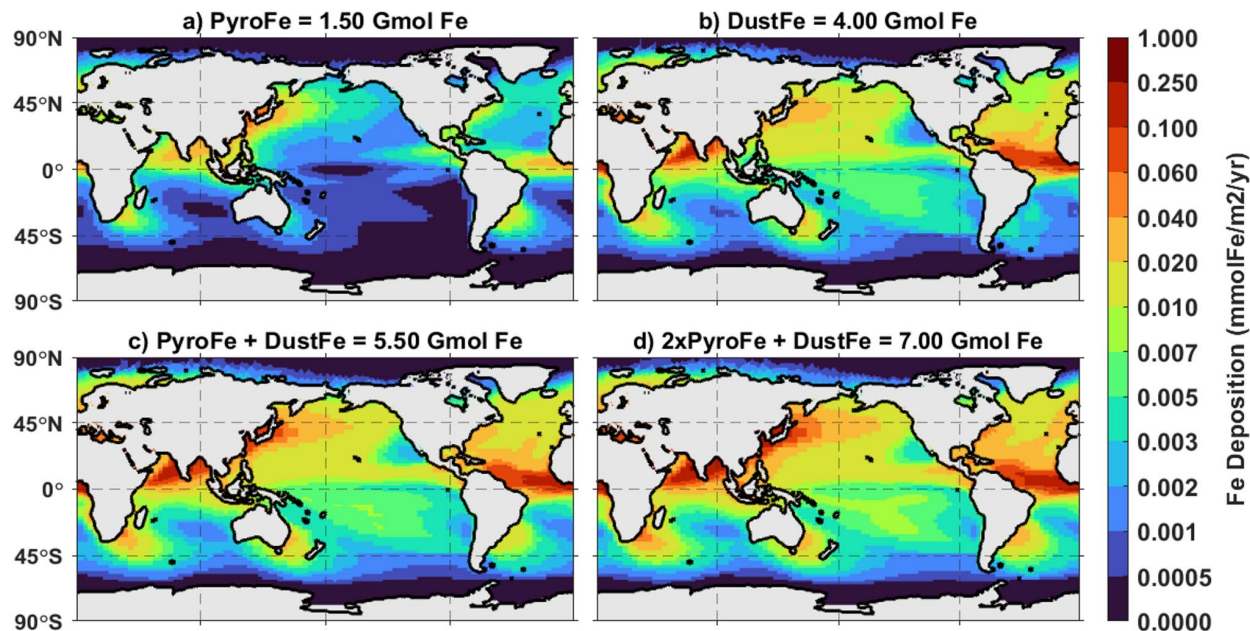 a) PyroFe = 1.50 Gmol Fe
b) DustFe = 4.00 Gmol Fe
90°N
45°N
0°
45°S
90°S
c) PyroFe + DustFe = 5.50 Gmol Fe
d) 2xPyroFe + DustFe = 7.00 Gmol Fe
90°N
45°N
0°
45°S
90°S
1.000
0.250
0.100
0.060
0.040
0.020
0.010
0.007
0.005
0.003
0.002
0.001
0.0005
0.0000
Fe Deposition (mmolFe/m2/yr)